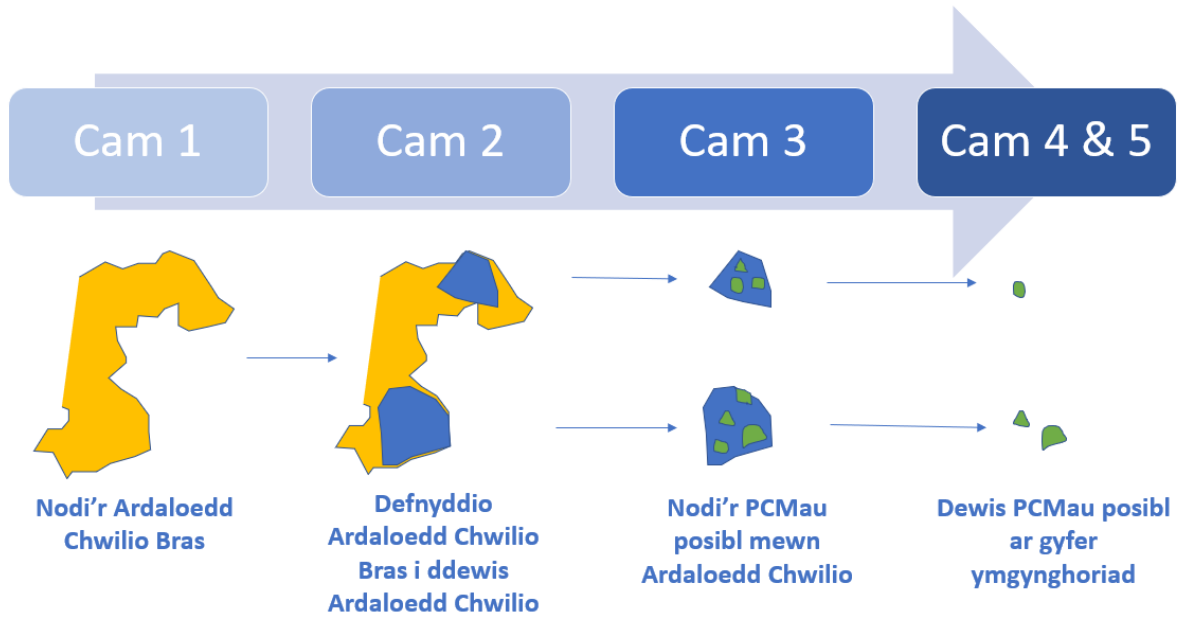 Cam 1
Cam 2
Cam 3
Cam 4 & 5
Nodi’r Ardaloedd
Chwilio Bras
Defnyddio
Ardaloedd Chwilio
Bras i ddewis
Ardaloedd Chwilio
Nodi’r PCMau
posibl mewn
Ardaloedd Chwilio
Dewis PCMau posibl
ar gyfer
ymgynghoriad